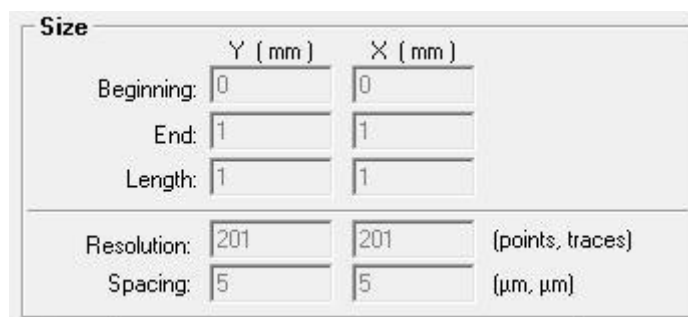 Size
Y ( mm ) X ( mm )
Beginning: 0 0
End: 1 1
Length: 1 1
Resolution: 201 201 (points, traces)
Spacing: 5 5 (µm, µm)